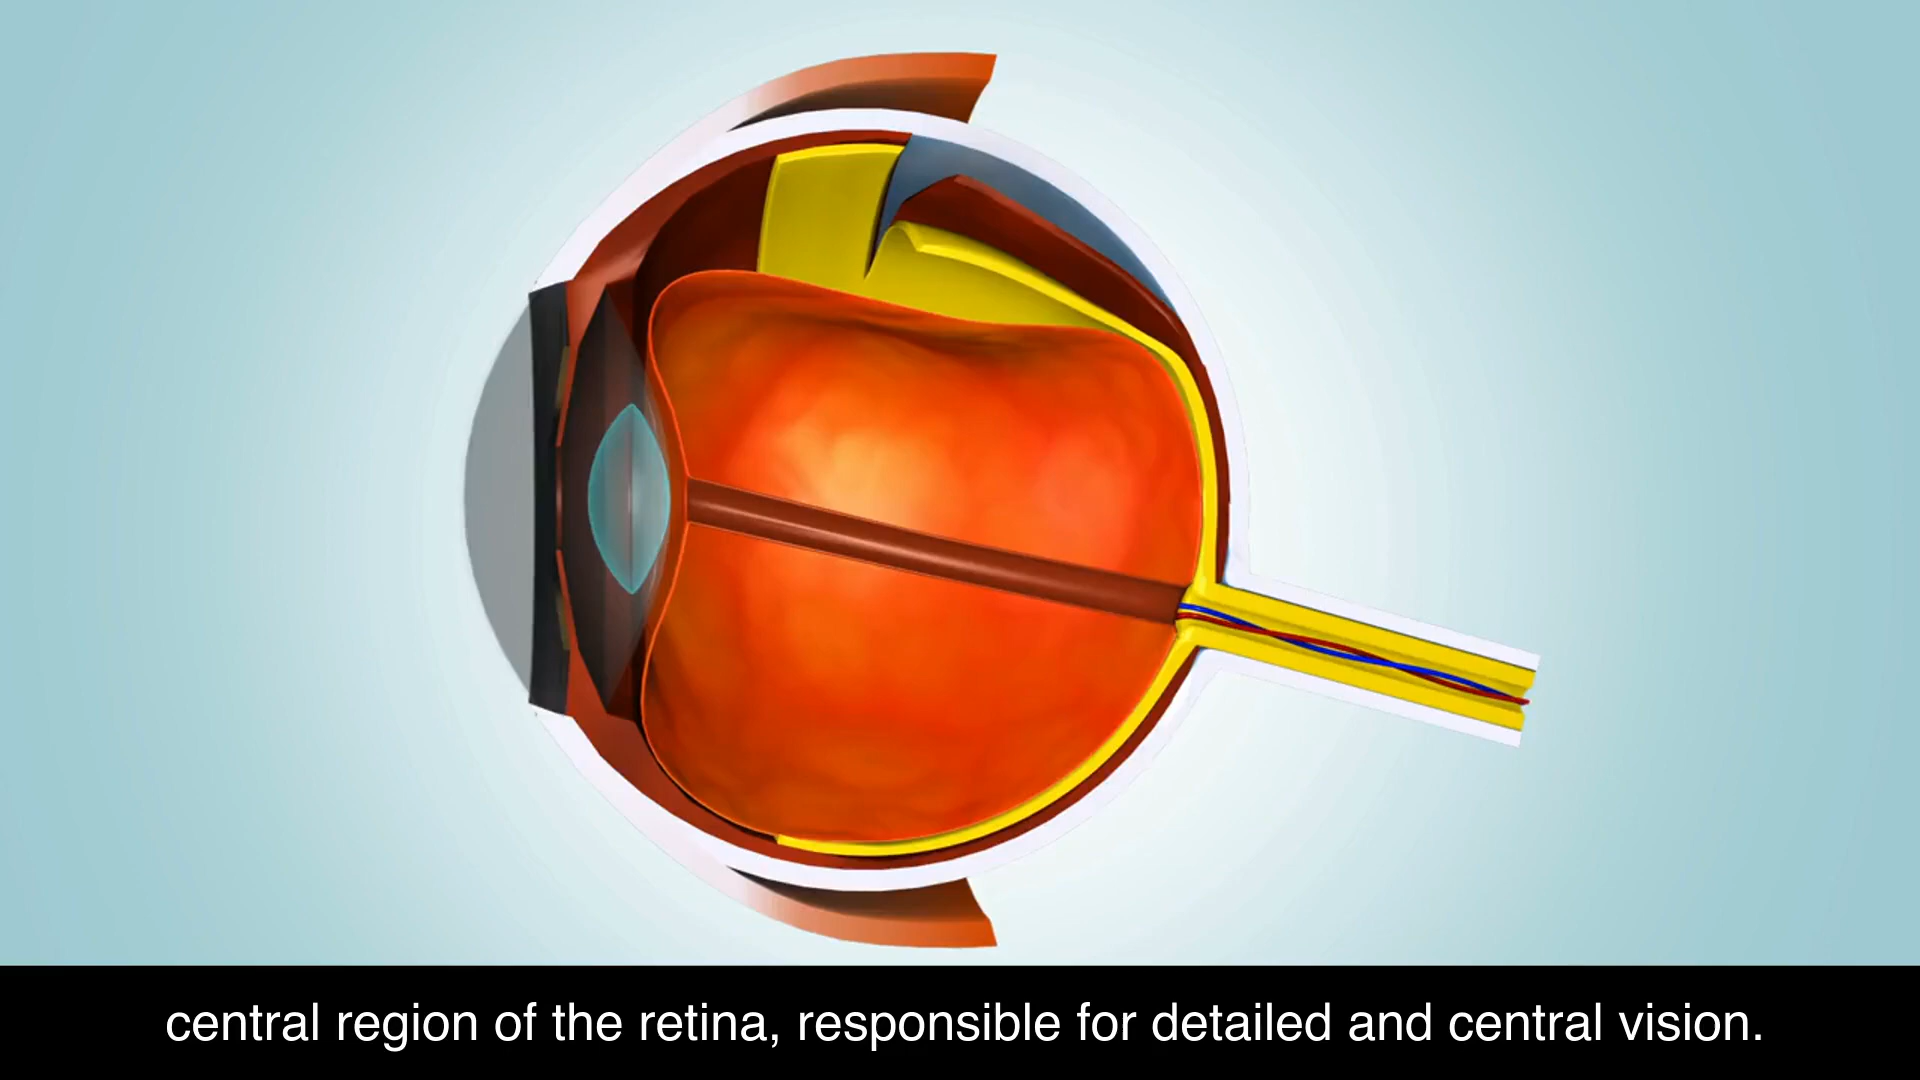 central region of the retina, responsible for detailed and central vision.